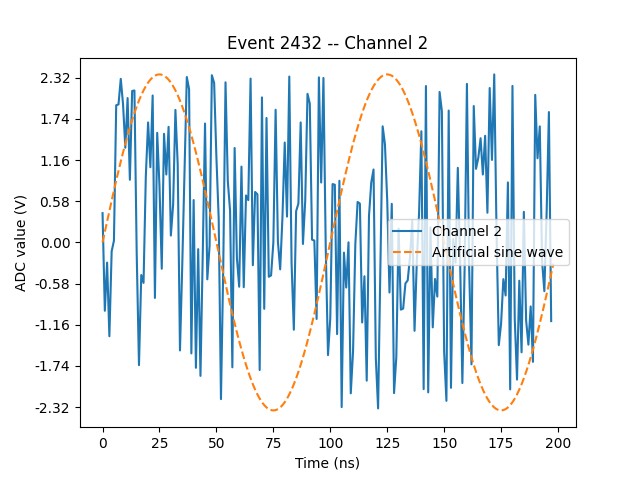 Event 2432 -- Channel 2
ADC value (V)
2.32
1.74
1.16
0.58
0.00
-0.58
-1.16
-1.74
-2.32
Channel 2
Artificial sine wave
0 25 50 75 100 125 150 175 200
Time (ns)